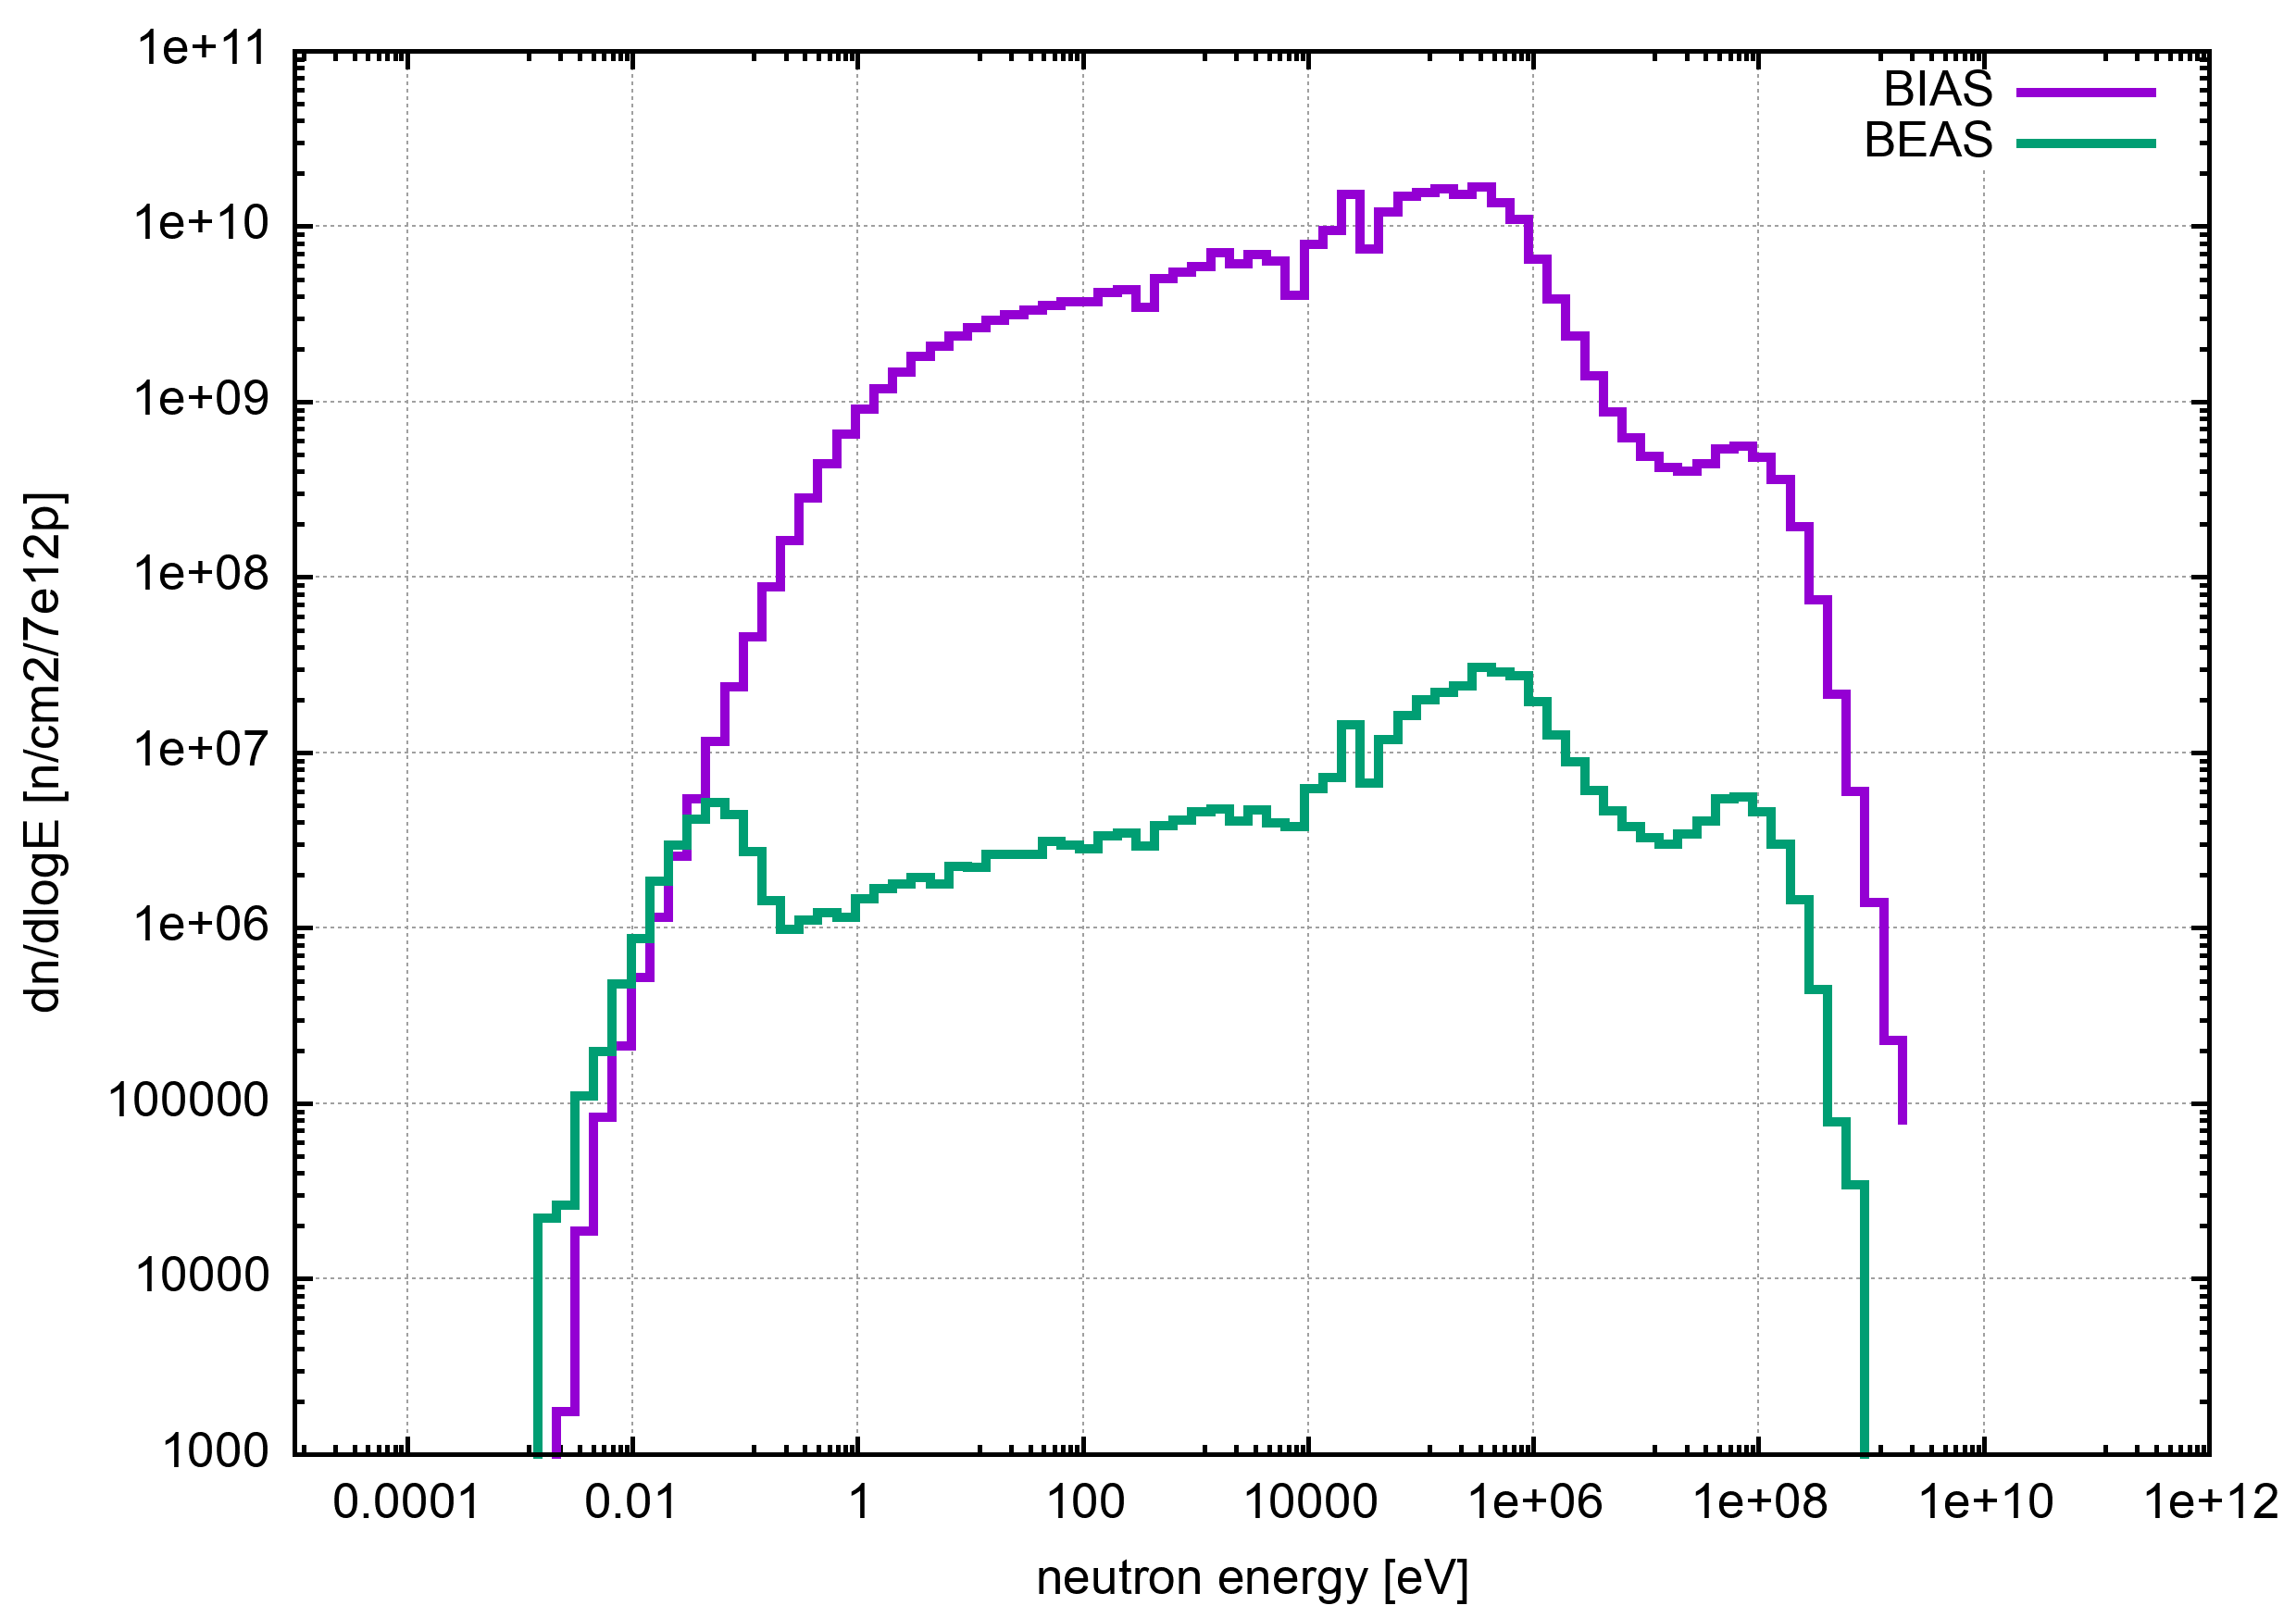 1e+11
1e+10
1e+09
1e+08
1e+07
1e+06
100000
10000
1000
dn/dlogE [n/cm2/7e12p]
BIAS
BEAS
0.0001 0.01 1 100 10000 1e+06 1e+08 1e+10 1e+12
neutron energy [eV]